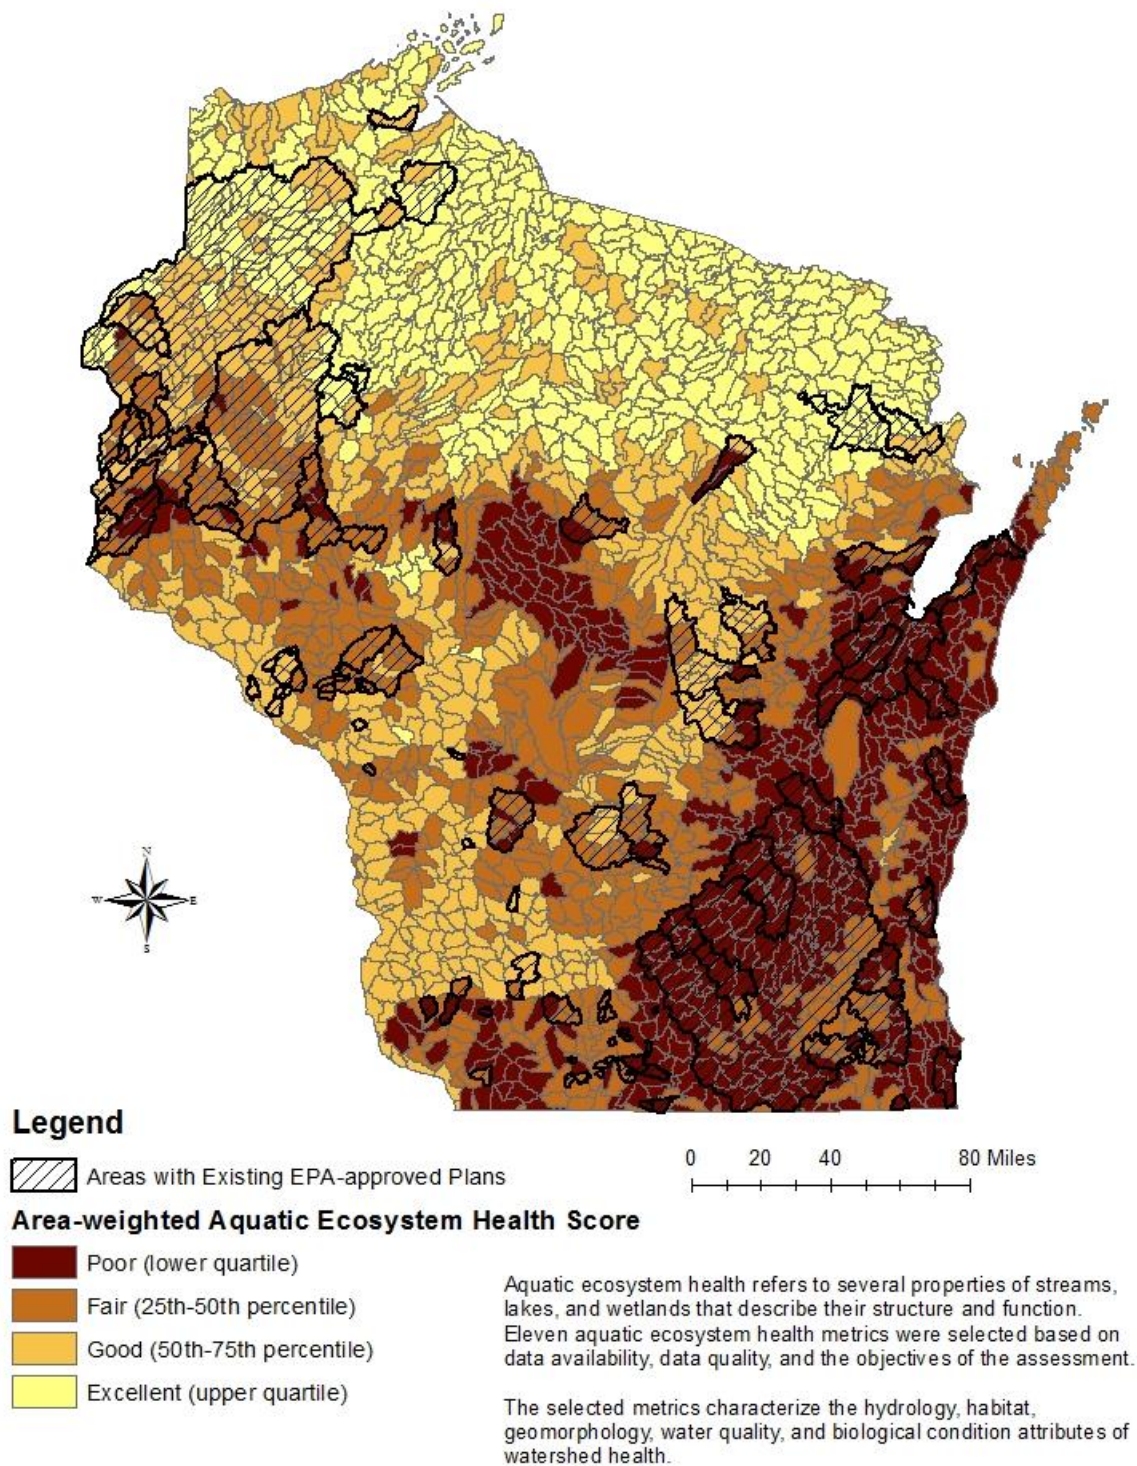 N
W
E
S
Legend
Areas with Existing EPA-approved Plans
0 20 40 80 Miles
Area-weighted Aquatic Ecosystem Health Score
Poor (lower quartile)
Fair (25th-50th percentile)
Good (50th-75th percentile)
Excellent (upper quartile)
Aquatic ecosystem health refers to several properties of streams,
lakes, and wetlands that describe their structure and function.
Eleven aquatic ecosystem health metrics were selected based on
data availability, data quality, and the objectives of the assessment.
The selected metrics characterize the hydrology, habitat,
geomorphology, water quality, and biological condition attributes of
watershed health.